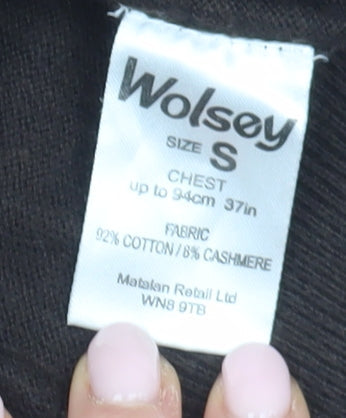 Wolsey
SIZE S
CHEST
up to 94cm 37in
FABRIC
92% COTTON / 8% CASHMERE
Matalan Retail Ltd
WN8 9TB